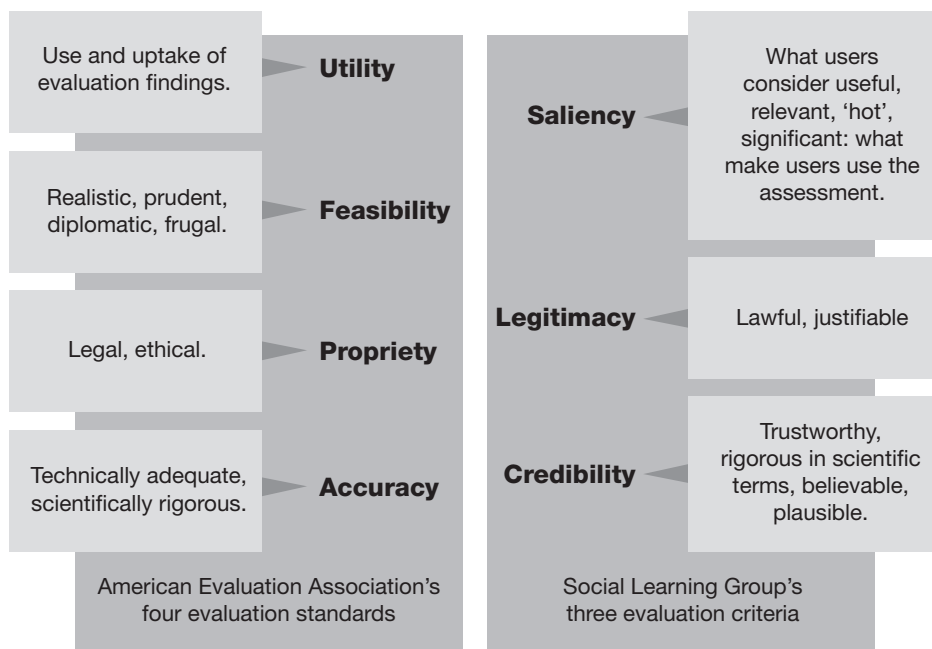 Use and uptake of
evaluation findings.
Utility
Realistic, prudent,
diplomatic, frugal.
Feasibility
Legal, ethical.
Propriety
Technically adequate,
scientifically rigorous.
Accuracy
American Evaluation Association’s
four evaluation standards
Saliency
What users
consider useful,
relevant, ‘hot’,
significant: what
make users use the
assessment.
Legitimacy
Lawful, justifiable
Credibility
Trustworthy,
rigorous in scientific
terms, believable,
plausible.
Social Learning Group’s
three evaluation criteria